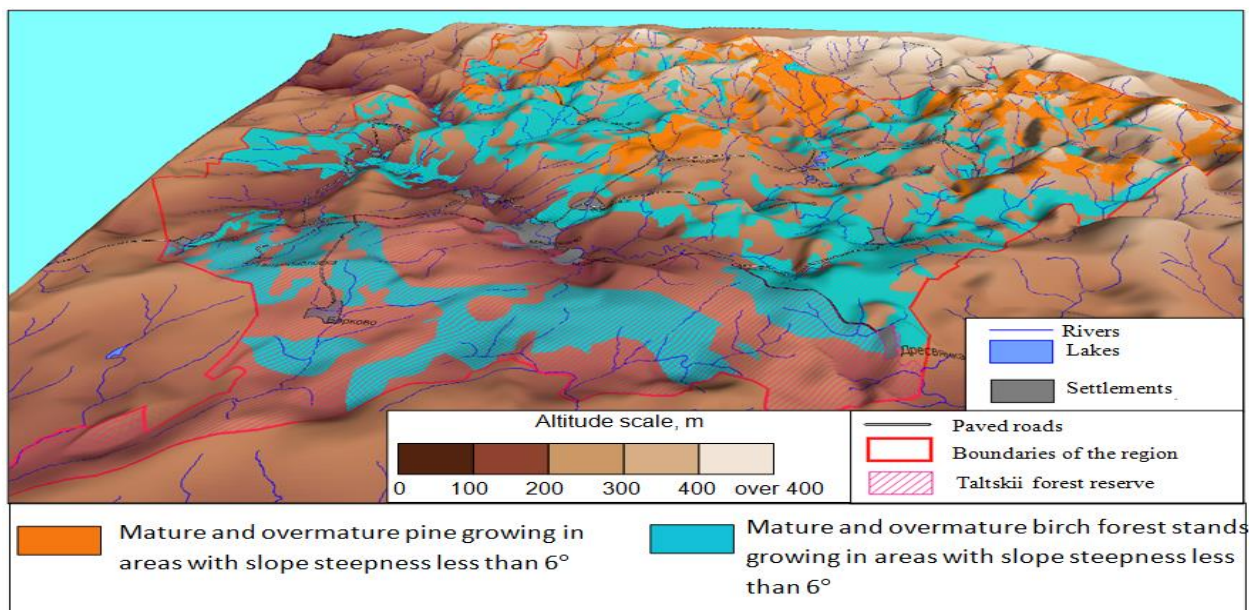 Барково
Дресвянка
Rivers
Lakes
Settlements
Altitude scale, m
0 100 200 300 400 over 400
Paved roads
Boundaries of the region
Taltskii forest reserve
Mature and overmature pine growing in
areas with slope steepness less than 6°
Mature and overmature birch forest stands
growing in areas with slope steepness less
than 6°